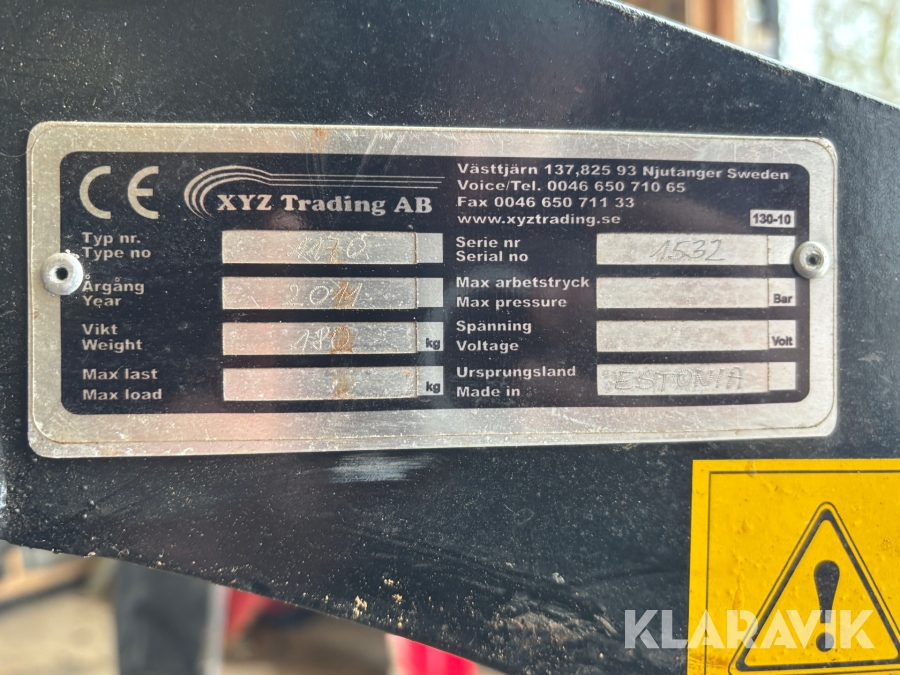 CE
XYZ Trading AB
Västtjärn 137,825 93 Njutanger Sweden
Voice/Tel. 0046 650 710 65
Fax 0046 650 711 33
www.xyztrading.se
130-10
Typ nr.
Type no
Serie nr
Serial no
1532
Årgång
Year
2011
Max arbetstryck
Max pressure
Bar
Vikt
Weight
180
kg
Spänning
Voltage
Volt
Max last
Max load
kg
Ursprungsland
Made in
ESTONIA
!
KLARAVIK